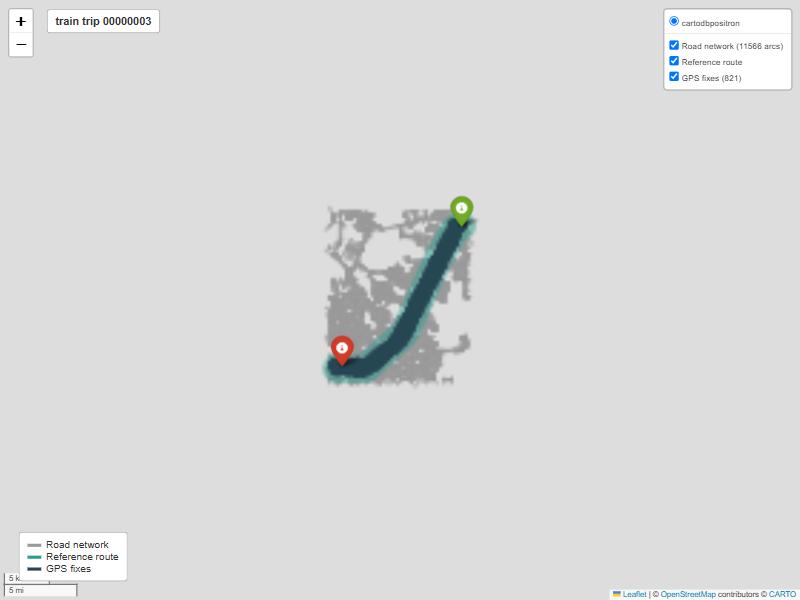 +
train trip 00000003
−
cartodbpositron
Road network (11566 arcs)
Reference route
GPS fixes (821)
Road network
Reference route
GPS fixes
5 mi
Leaflet | © OpenStreetMap contributors © CARTO